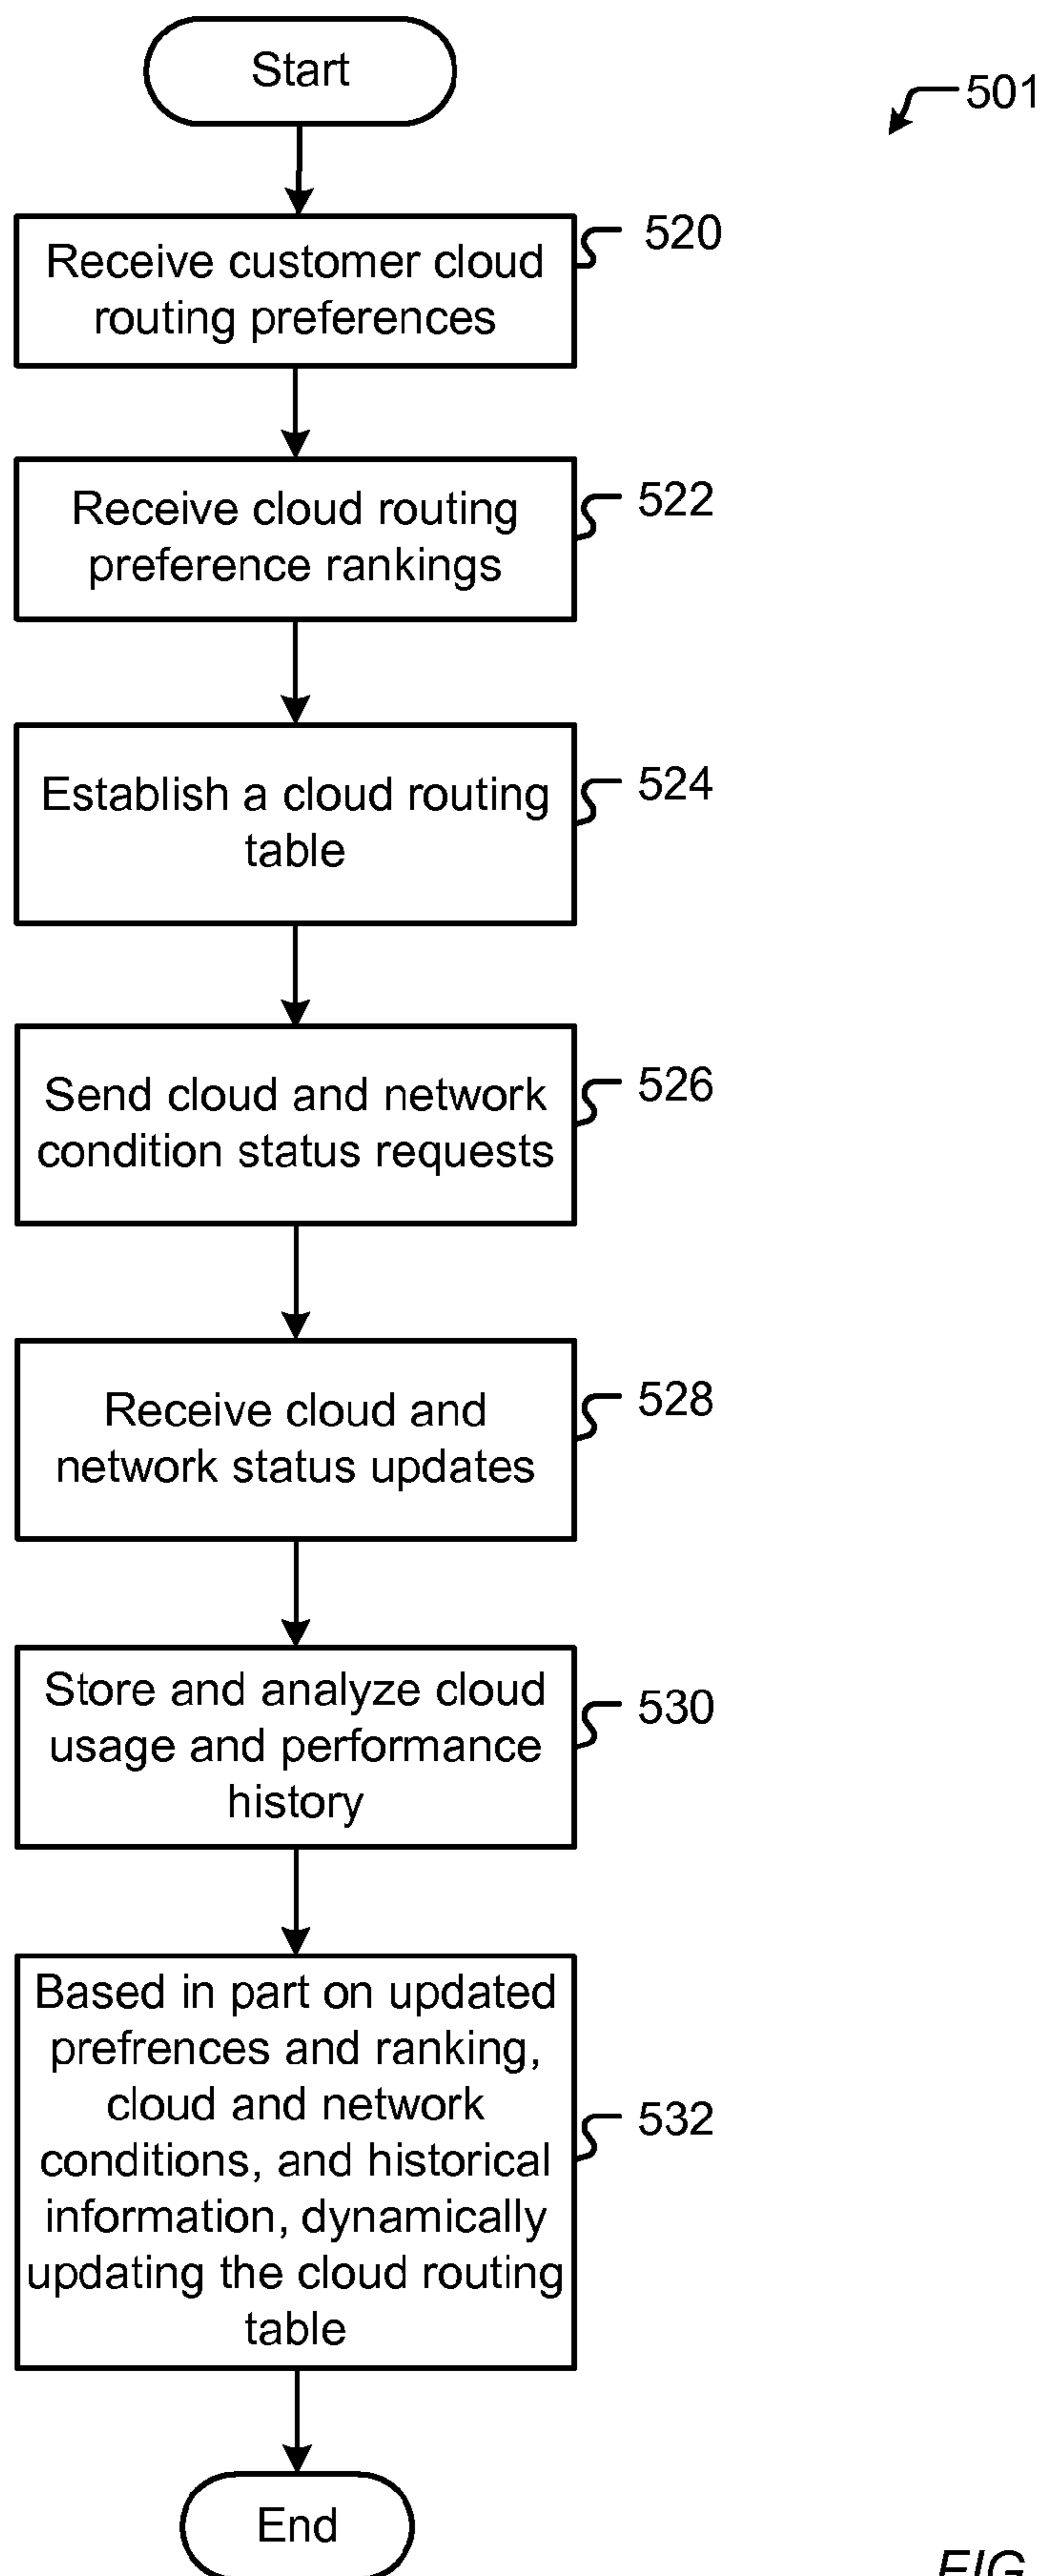 Start
501
Receive customer cloud
routing preferences
520
Receive cloud routing
preference rankings
522
Establish a cloud routing
table
524
Send cloud and network
condition status requests
526
Receive cloud and
network status updates
528
Store and analyze cloud
usage and performance
history
530
Based in part on updated
prefrences and ranking,
cloud and network
conditions, and historical
information, dynamically
updating the cloud routing
table
532
End
FIG